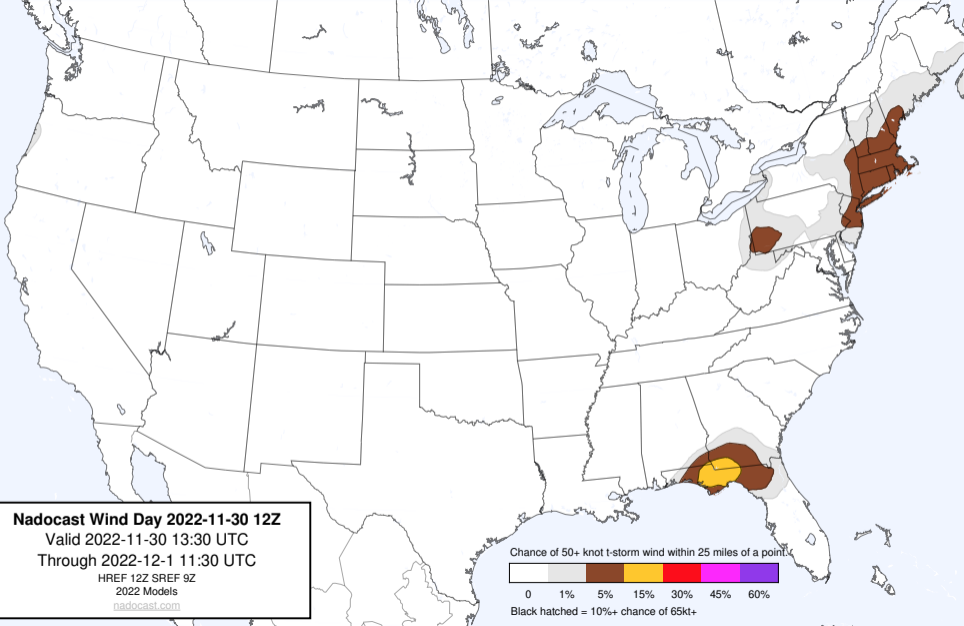 Nadocast Wind Day 2022-11-30 12Z
Valid 2022-11-30 13:30 UTC
Through 2022-12-1 11:30 UTC
HREF 12Z SREF 9Z
2022 Models
nadocast.com
Chance of 50+ knot t-storm wind within 25 miles of a point.
0 1% 5% 15% 30% 45% 60%
Black hatched = 10%+ chance of 65kt+